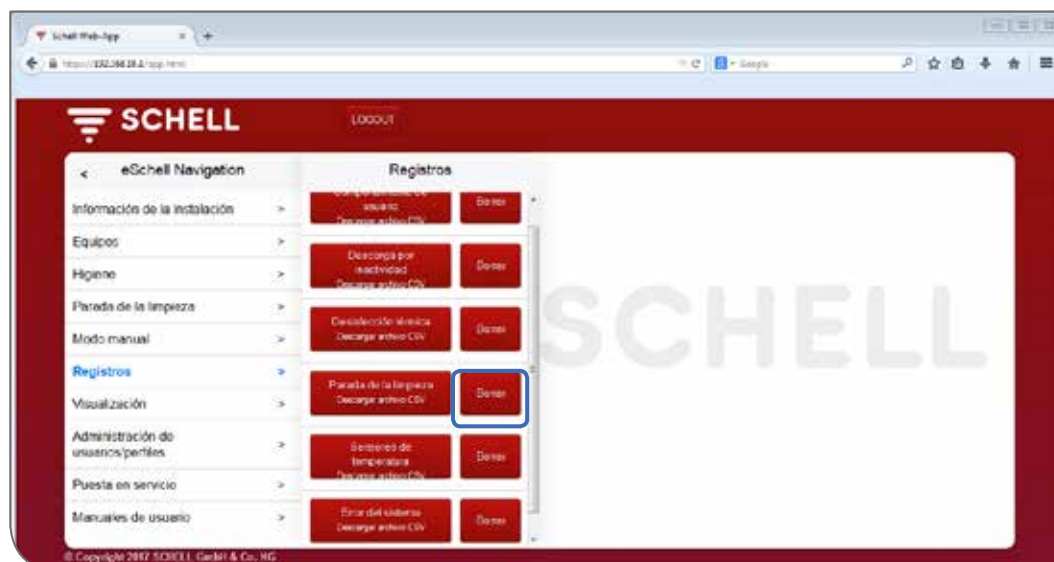 Schell Web-App
Google
SCHELL
LOGOUT
eSchell Navigation
Registros
Información de la instalación
Equipos
Higiene
Parada de la limpieza
Modo manual
Registros
Visualización
Administración de
usuarios/perfiles
Puesta en servicio
Manuales de usuario
usuario
Descargar archivo CSV
Borrar
Descarga por
inactividad
Descargar archivo CSV
Borrar
Desinfección térmica
Descargar archivo CSV
Borrar
Parada de la limpieza
Descargar archivo CSV
Borrar
Sensores de
temperatura
Descargar archivo CSV
Borrar
Error del sistema
Descargar archivo CSV
Borrar
SCHELL
© Copyright 2017 SCHELL GmbH & Co. KG